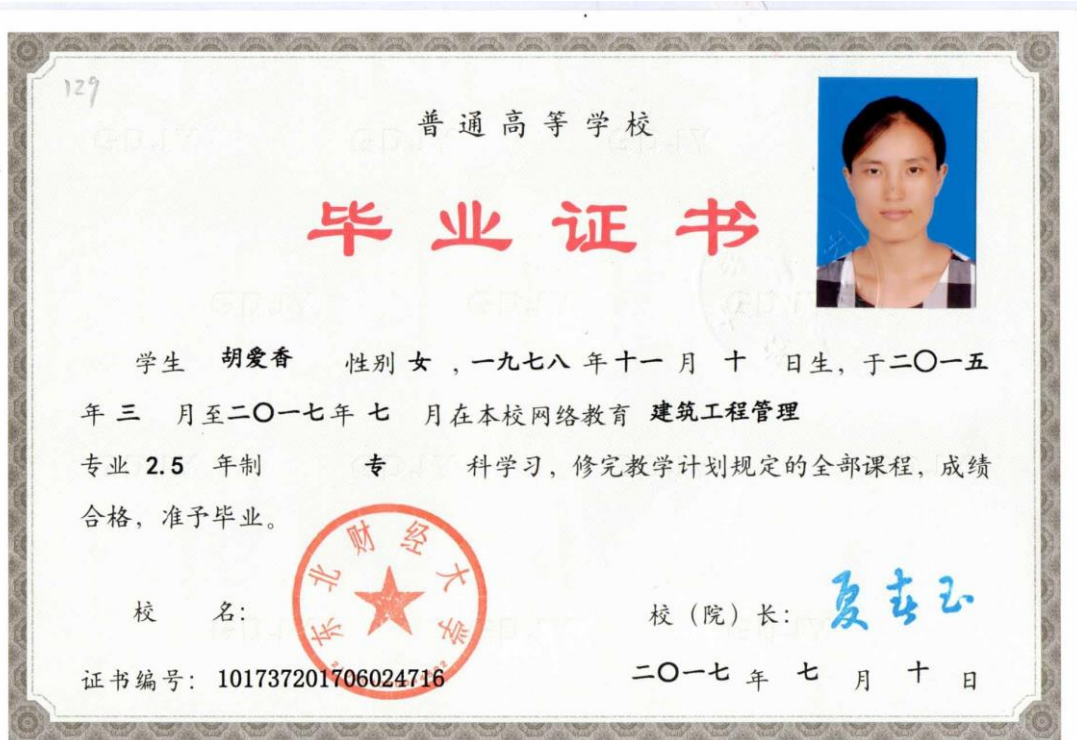 129
普通高等学校
毕业证书
学生 胡爱香 性别 女 ，一九七八 年 十一 月 十 日生，于二〇一五
年 三 月至二〇一七年 七 月在本校网络教育 建筑工程管理
专业 2.5 年制 专 科学习，修完教学计划规定的全部课程，成绩
合格，准予毕业。
东北财经大学
校 名：
校（院）长：夏春玉
证书编号：101737201706024716
二〇一七 年 七 月 十 日